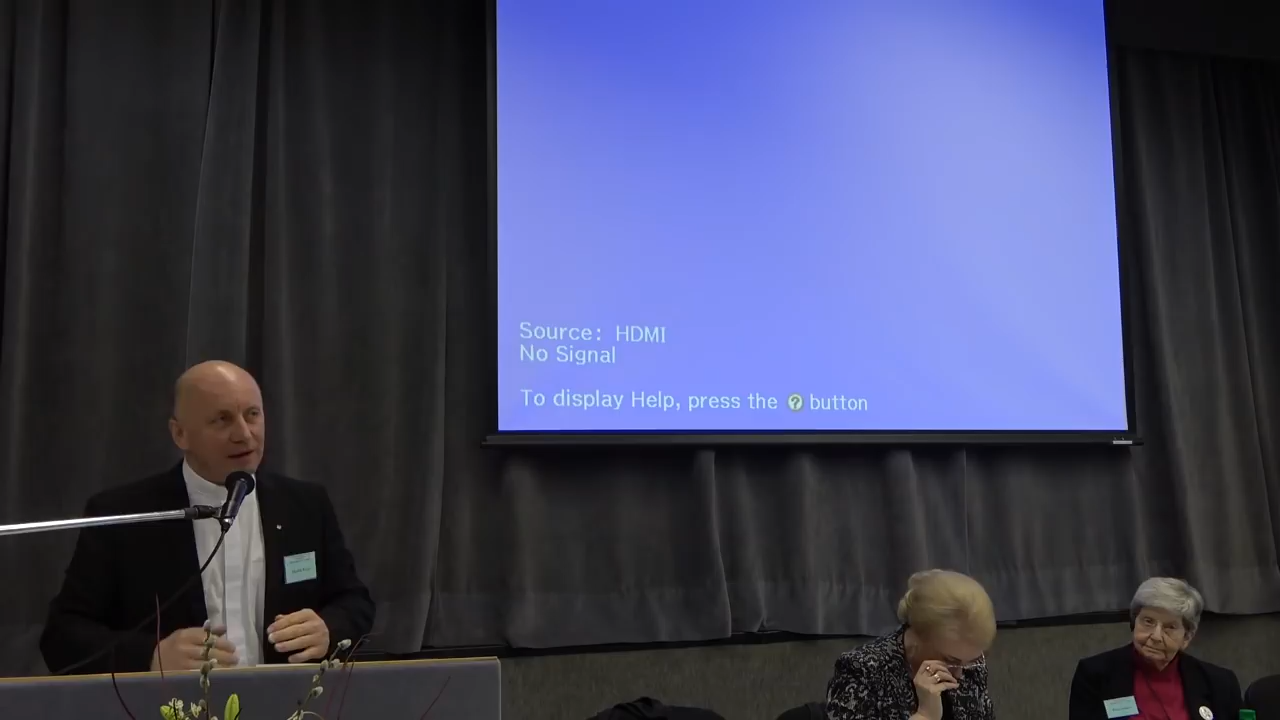 Source: HDMI
No Signal
To display Help, press the ? button